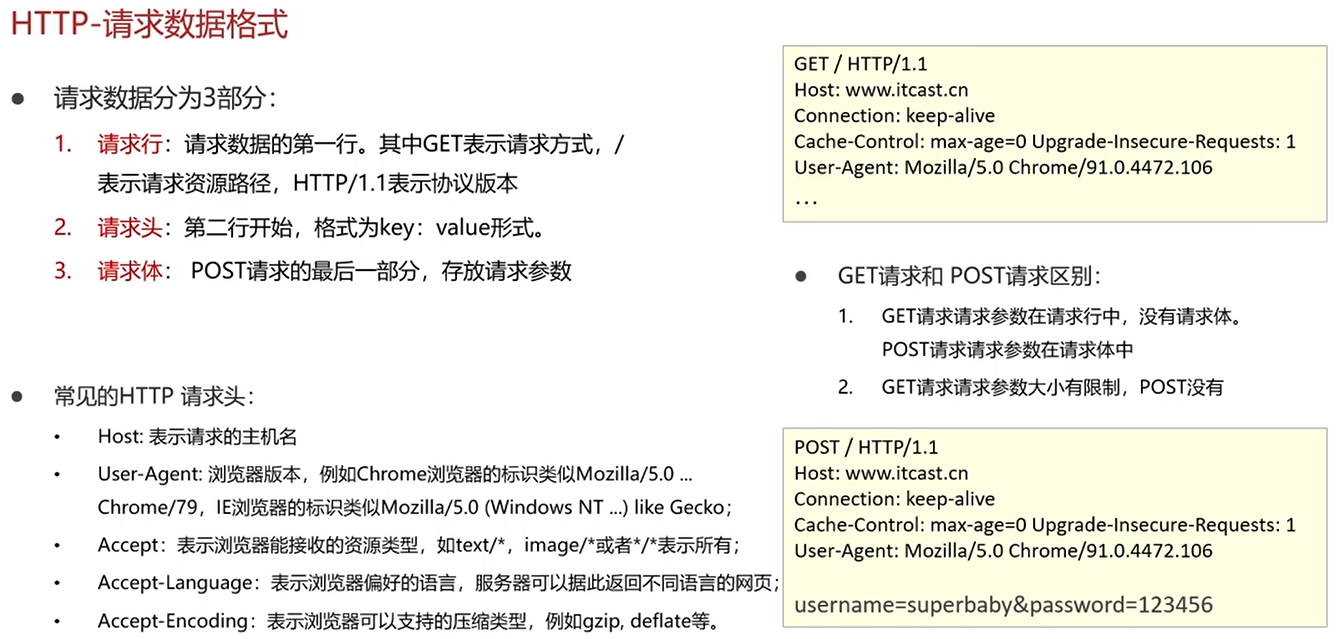 HTTP-请求数据格式
● 请求数据分为3部分：
1. 请求行：请求数据的第一行。其中GET表示请求方式，/
表示请求资源路径，HTTP/1.1表示协议版本
2. 请求头：第二行开始，格式为key：value形式。
3. 请求体： POST请求的最后一部分，存放请求参数
● 常见的HTTP 请求头：
• Host: 表示请求的主机名
• User-Agent: 浏览器版本，例如Chrome浏览器的标识类似Mozilla/5.0 ...
Chrome/79，IE浏览器的标识类似Mozilla/5.0 (Windows NT ...) like Gecko；
• Accept：表示浏览器能接收的资源类型，如text/*，image/*或者*/*表示所有；
• Accept-Language：表示浏览器偏好的语言，服务器可以据此返回不同语言的网页；
• Accept-Encoding：表示浏览器可以支持的压缩类型，例如gzip, deflate等。
GET / HTTP/1.1
Host: www.itcast.cn
Connection: keep-alive
Cache-Control: max-age=0 Upgrade-Insecure-Requests: 1
User-Agent: Mozilla/5.0 Chrome/91.0.4472.106
...
● GET请求和 POST请求区别：
1. GET请求请求参数在请求行中，没有请求体。
POST请求请求参数在请求体中
2. GET请求请求参数大小有限制，POST没有
POST / HTTP/1.1
Host: www.itcast.cn
Connection: keep-alive
Cache-Control: max-age=0 Upgrade-Insecure-Requests: 1
User-Agent: Mozilla/5.0 Chrome/91.0.4472.106
username=superbaby&password=123456